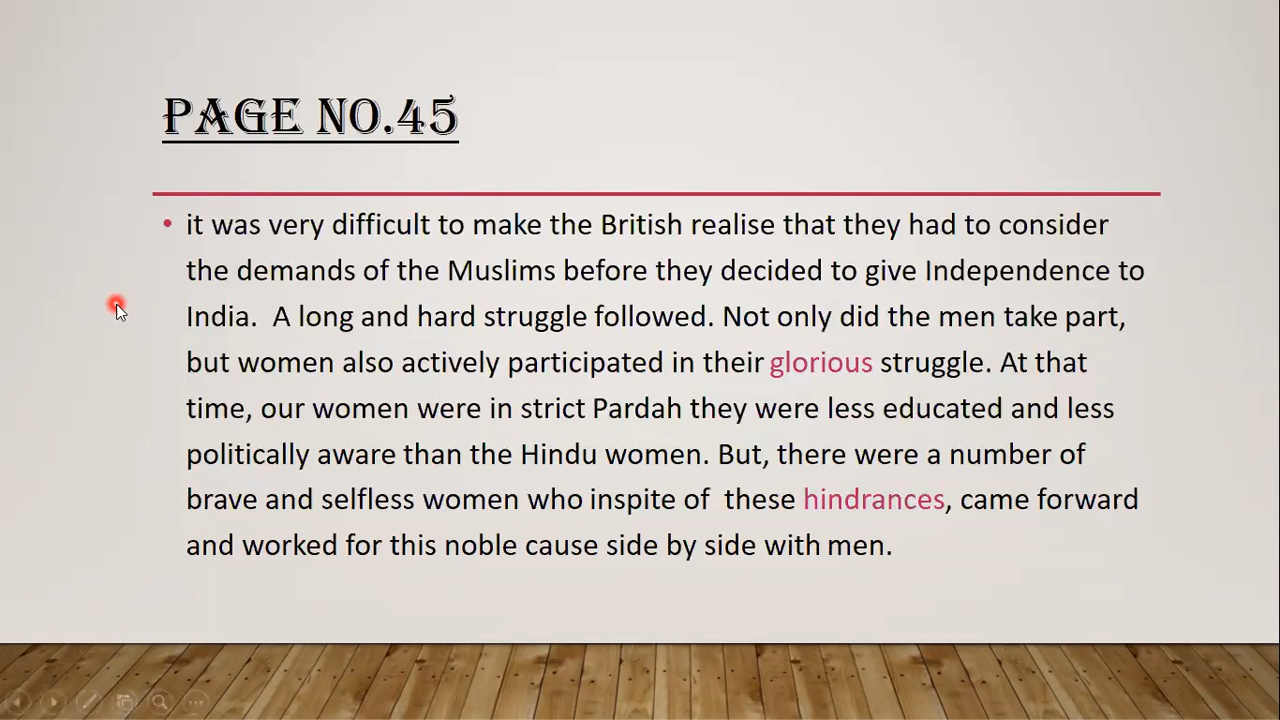 PAGE NO.45
• it was very difficult to make the British realise that they had to consider
the demands of the Muslims before they decided to give Independence to
India.  A long and hard struggle followed. Not only did the men take part,
but women also actively participated in their glorious struggle. At that
time, our women were in strict Pardah they were less educated and less
politically aware than the Hindu women. But, there were a number of
brave and selfless women who inspite of  these hindrances, came forward
and worked for this noble cause side by side with men.